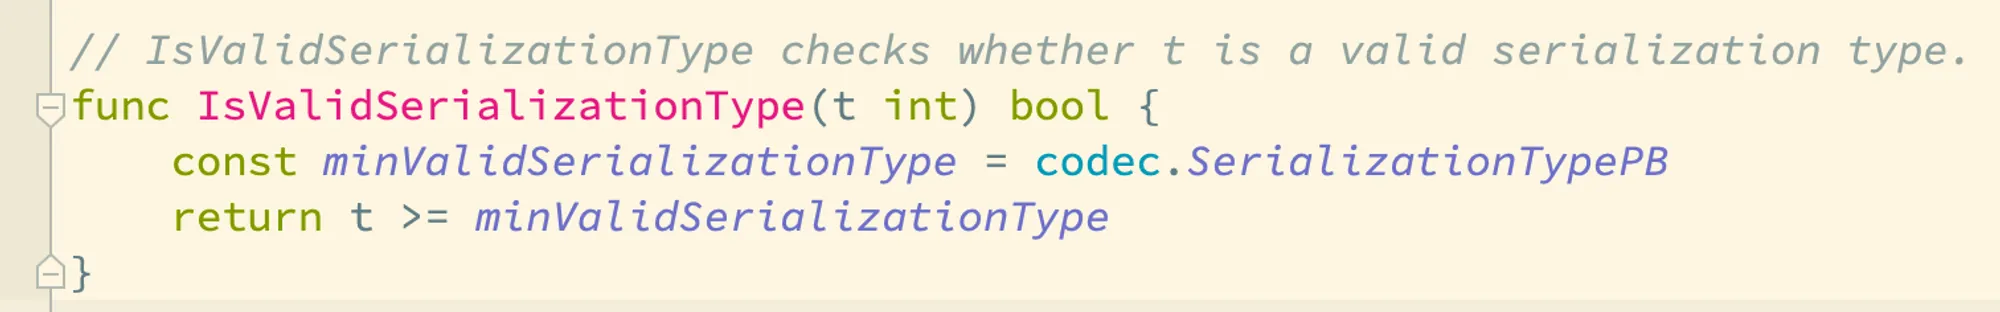 // IsValidSerializationType checks whether t is a valid serialization type.
func IsValidSerializationType(t int) bool {
    const minValidSerializationType = codec.SerializationTypePB
    return t >= minValidSerializationType
}